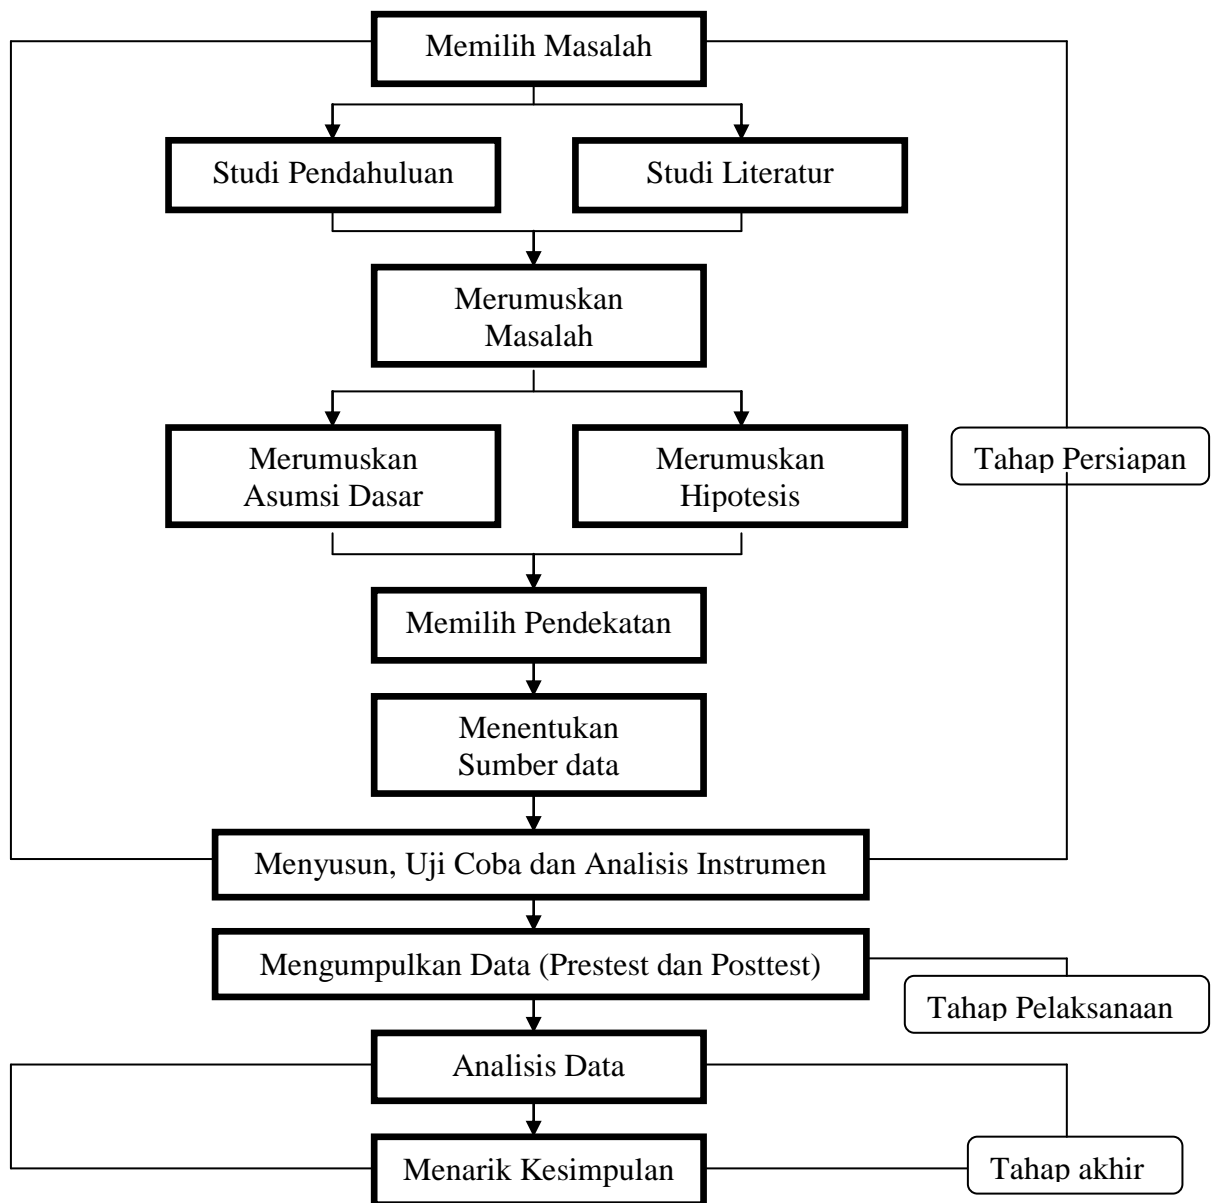 Memilih Masalah
Studi Pendahuluan
Studi Literatur
Merumuskan
Masalah
Merumuskan
Asumsi Dasar
Merumuskan
Hipotesis
Tahap Persiapan
Memilih Pendekatan
Menentukan
Sumber data
Menyusun, Uji Coba dan Analisis Instrumen
Mengumpulkan Data (Prestest dan Posttest)
Tahap Pelaksanaan
Analisis Data
Menarik Kesimpulan
Tahap akhir